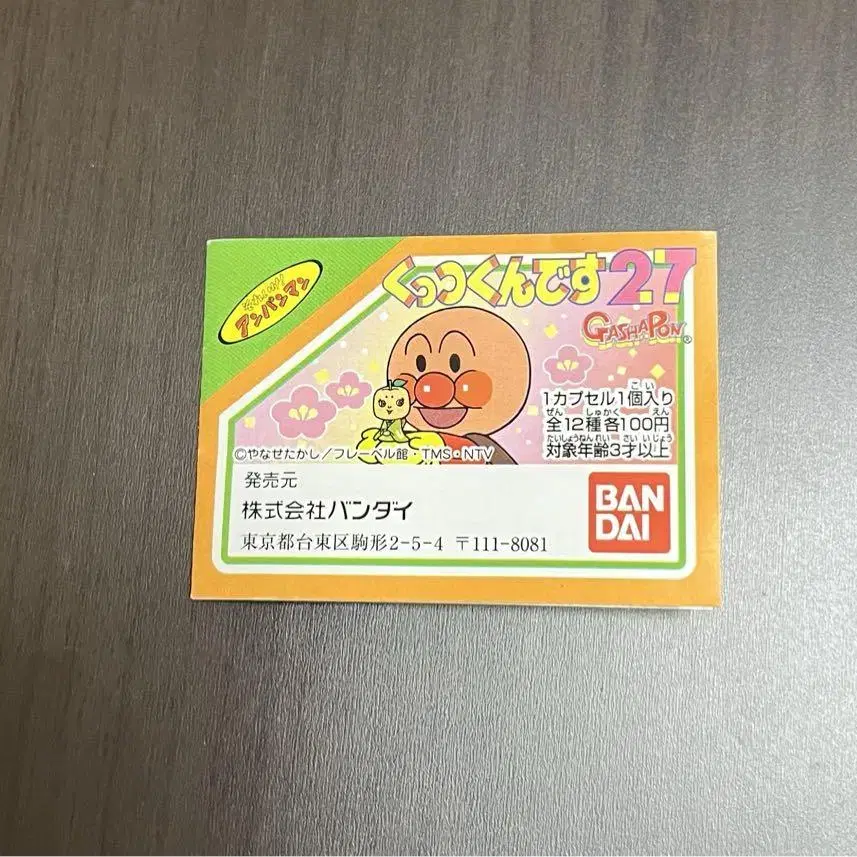 それいけ!
アンパンマン
くっつくんです27
GASHAPON®
1カプセル1個入り
全12種各100円
対象年齢3才以上
©やなせたかし/フレーベル館・TMS・NTV
発売元
株式会社バンダイ
東京都台東区駒形2-5-4 〒111-8081
BAN
DAI